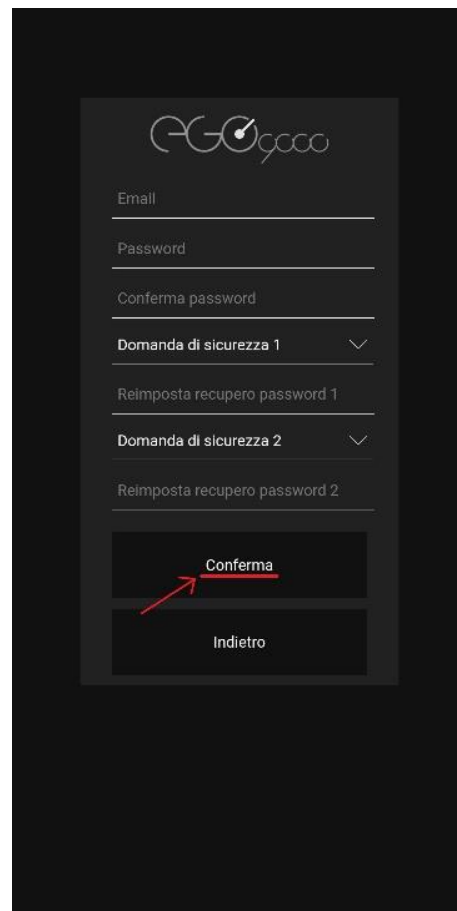 eGO9000
Email
Password
Conferma password
Domanda di sicurezza 1
Reimposta recupero password 1
Domanda di sicurezza 2
Reimposta recupero password 2
Conferma
Indietro